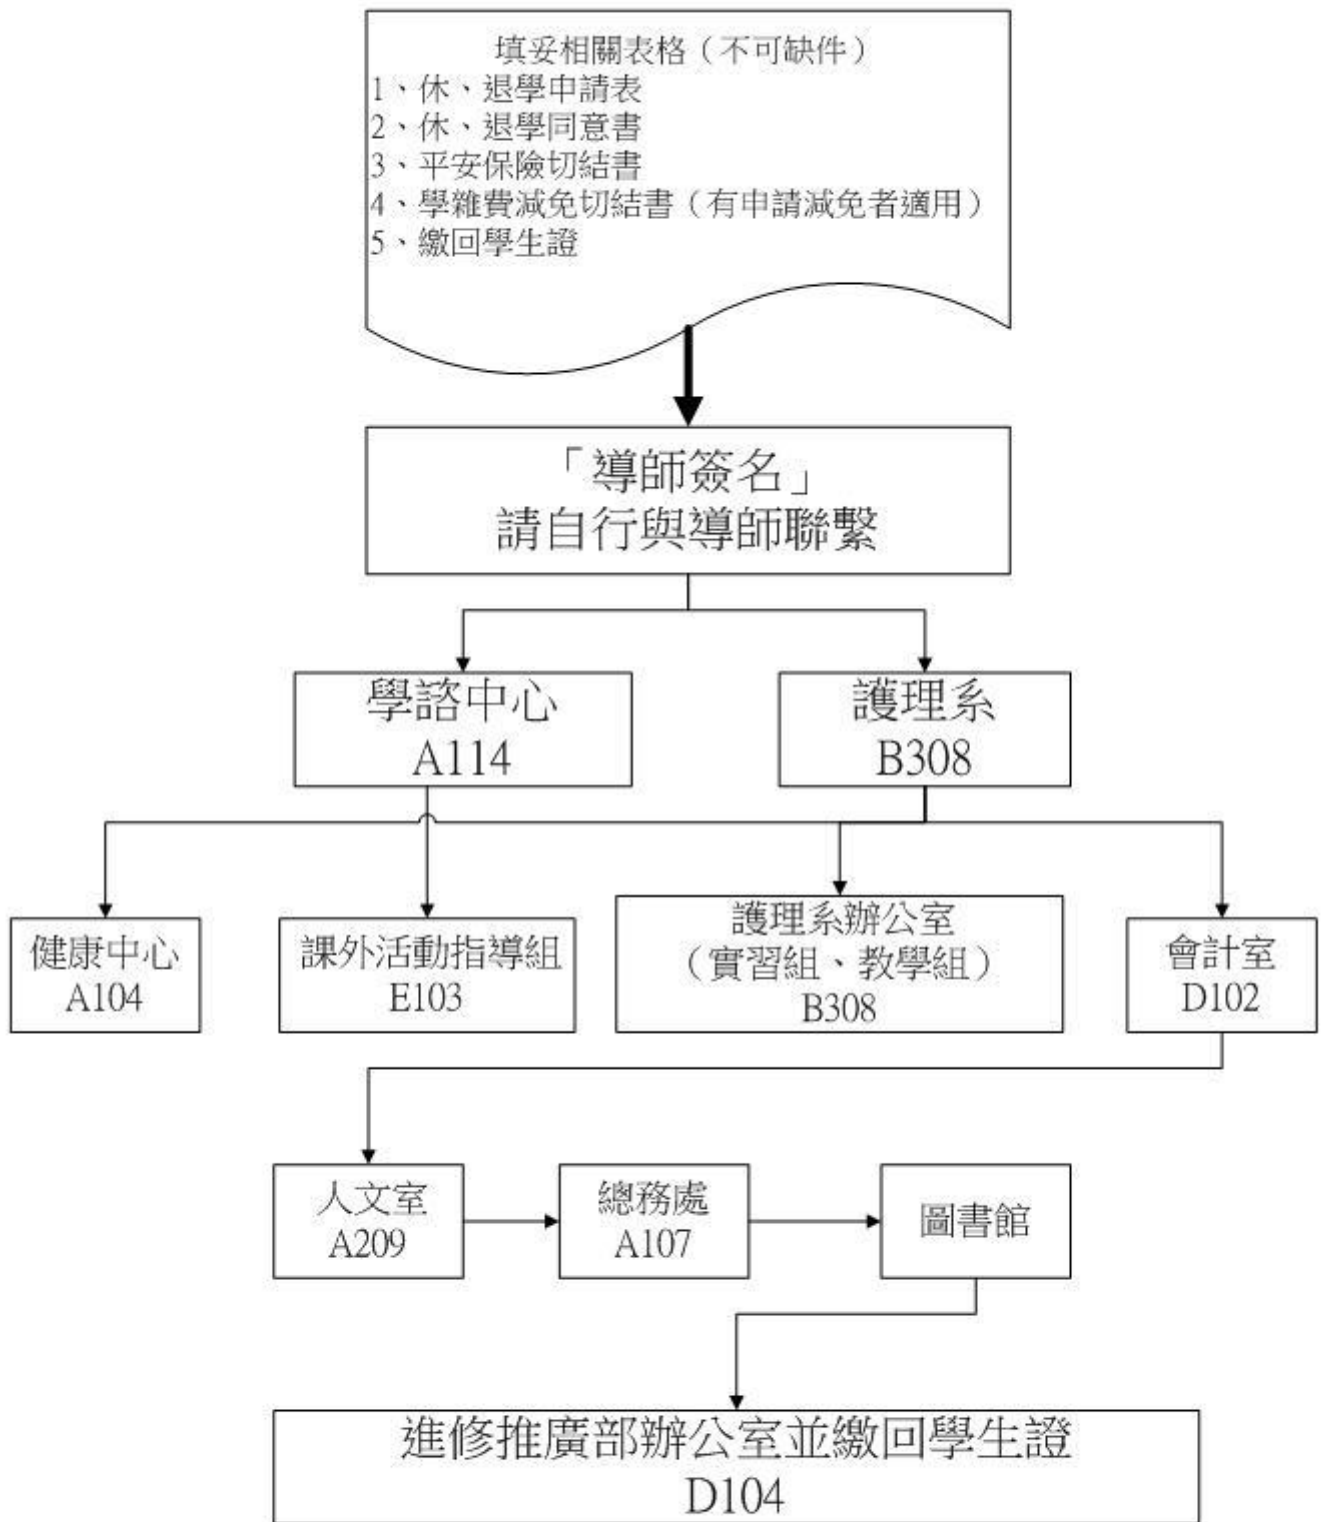 填妥相關表格（不可缺件）
1、休、退學申請表
2、休、退學同意書
3、平安保險切結書
4、學雜費減免切結書（有申請減免者適用）
5、繳回學生證
「導師簽名」
請自行與導師聯繫
學諮中心
A114
護理系
B308
健康中心
A104
課外活動指導組
E103
護理系辦公室
（實習組、教學組）
B308
會計室
D102
人文室
A209
總務處
A107
圖書館
進修推廣部辦公室並繳回學生證
D104